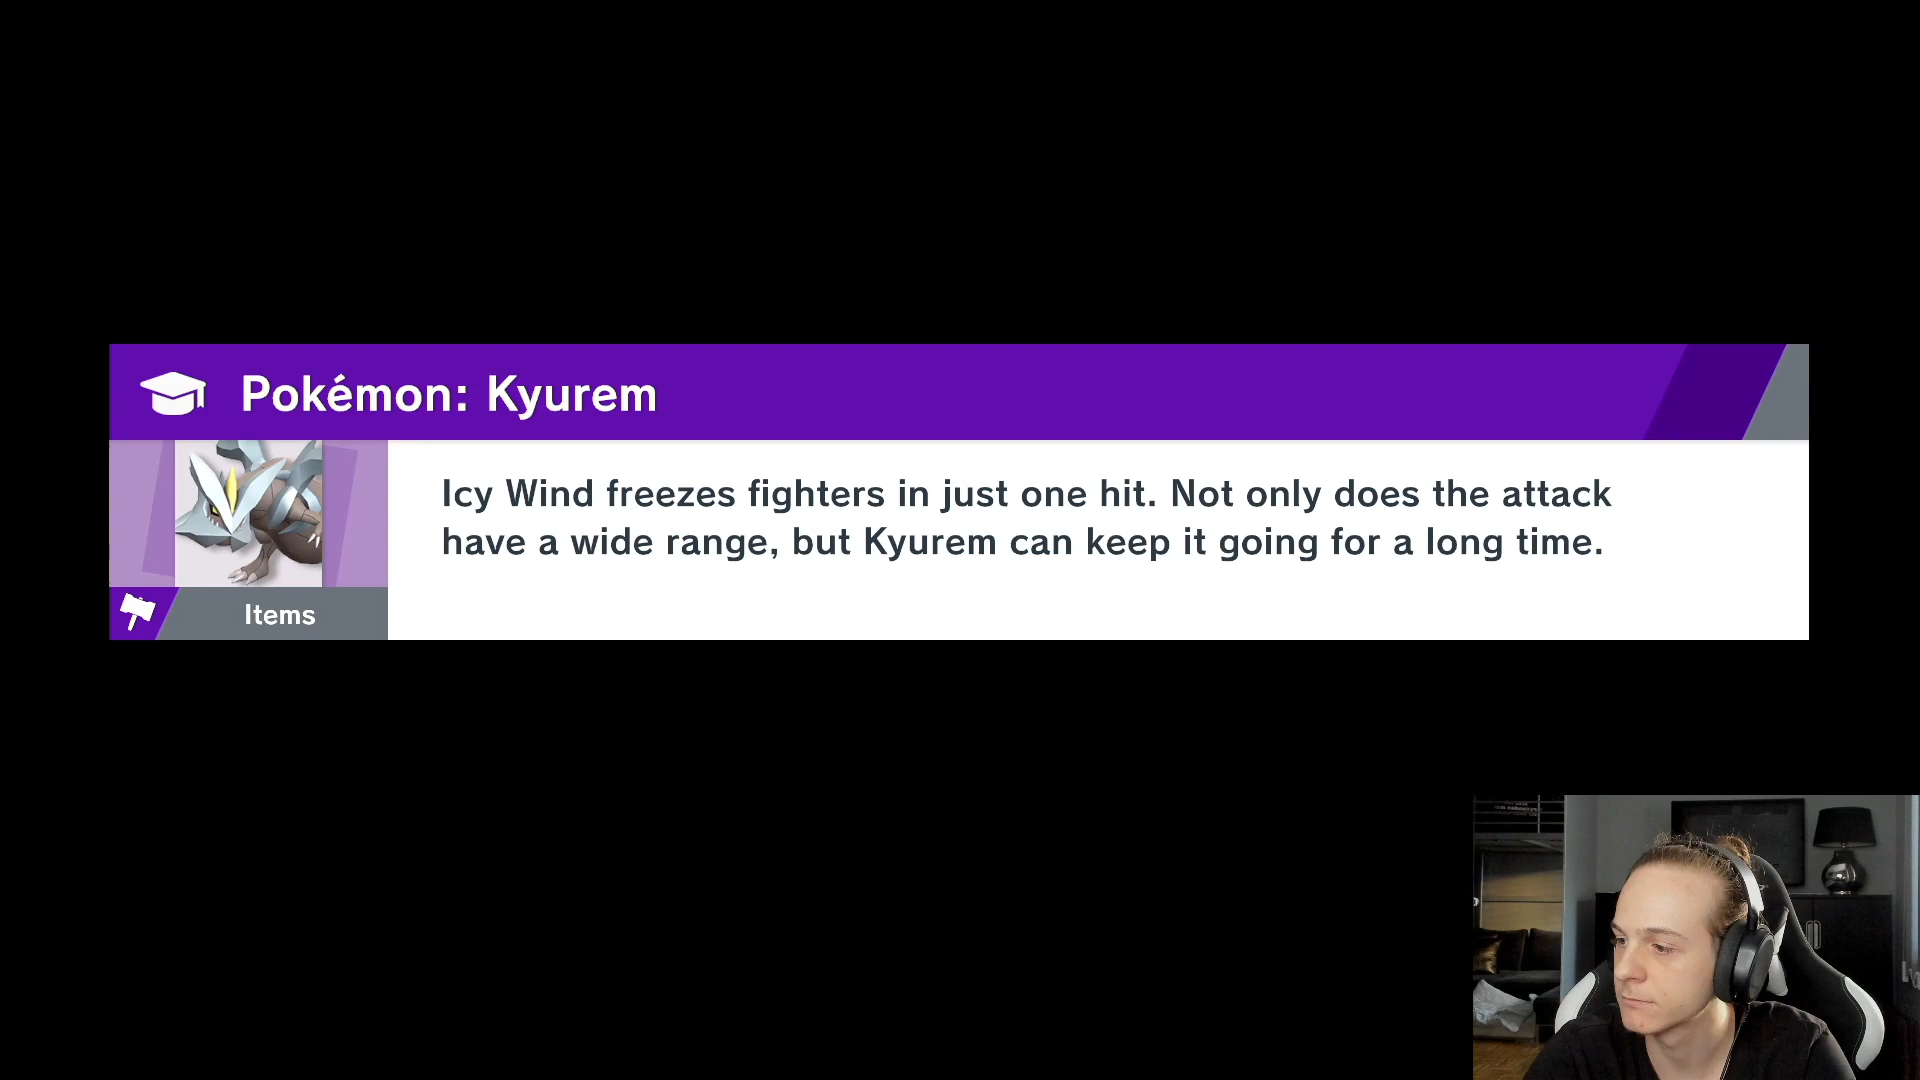 Pokémon: Kyurem
Icy Wind freezes fighters in just one hit. Not only does the attack
have a wide range, but Kyurem can keep it going for a long time.
Items